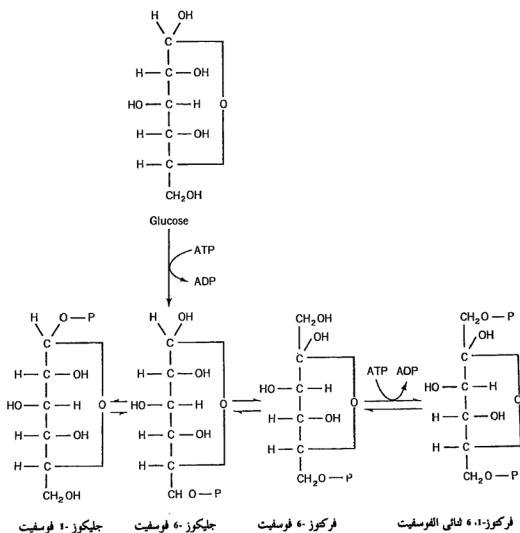 H OH
C
H—C—OH
HO—C—H O
H—C—OH
H—C
CH₂OH
Glucose
ATP
ADP
H O—P
C
H—C—OH
HO—C—H O
H—C—OH
H—C
CH₂OH
جليكوز -1 فوسفيت
H OH
C
H—C—OH
HO—C—H O
H—C—OH
H—C
CH O—P
جليكوز -6 فوسفيت
CH₂OH
OH
C
HO—C—H O
H—C—OH
H—C
CH₂O—P
فركتوز -6 فوسفيت
ATP ADP
CH₂O—P
OH
C
HO—C—H O
H—C—OH
H—C
CH₂O—P
فركتوز-1، 6 ثنائي الفوسفيت